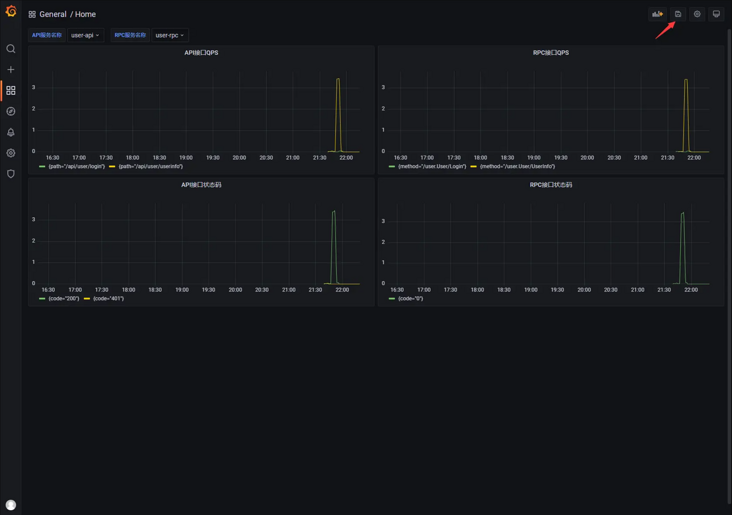 General / Home
API服务名称 user-api RPC服务名称 user-rpc
API接口QPS
3
2
1
0
16:30 17:00 17:30 18:00 18:30 19:00 19:30 20:00 20:30 21:00 21:30 22:00
{path="/api/user/login"} {path="/api/user/userinfo"}
RPC接口QPS
3
2
1
0
16:30 17:00 17:30 18:00 18:30 19:00 19:30 20:00 20:30 21:00 21:30 22:00
{method="/user.User/Login"} {method="/user.User/UserInfo"}
API接口状态码
3
2
1
0
16:30 17:00 17:30 18:00 18:30 19:00 19:30 20:00 20:30 21:00 21:30 22:00
{code="200"} {code="401"}
RPC接口状态码
3
2
1
0
16:30 17:00 17:30 18:00 18:30 19:00 19:30 20:00 20:30 21:00 21:30 22:00
{code="0"}